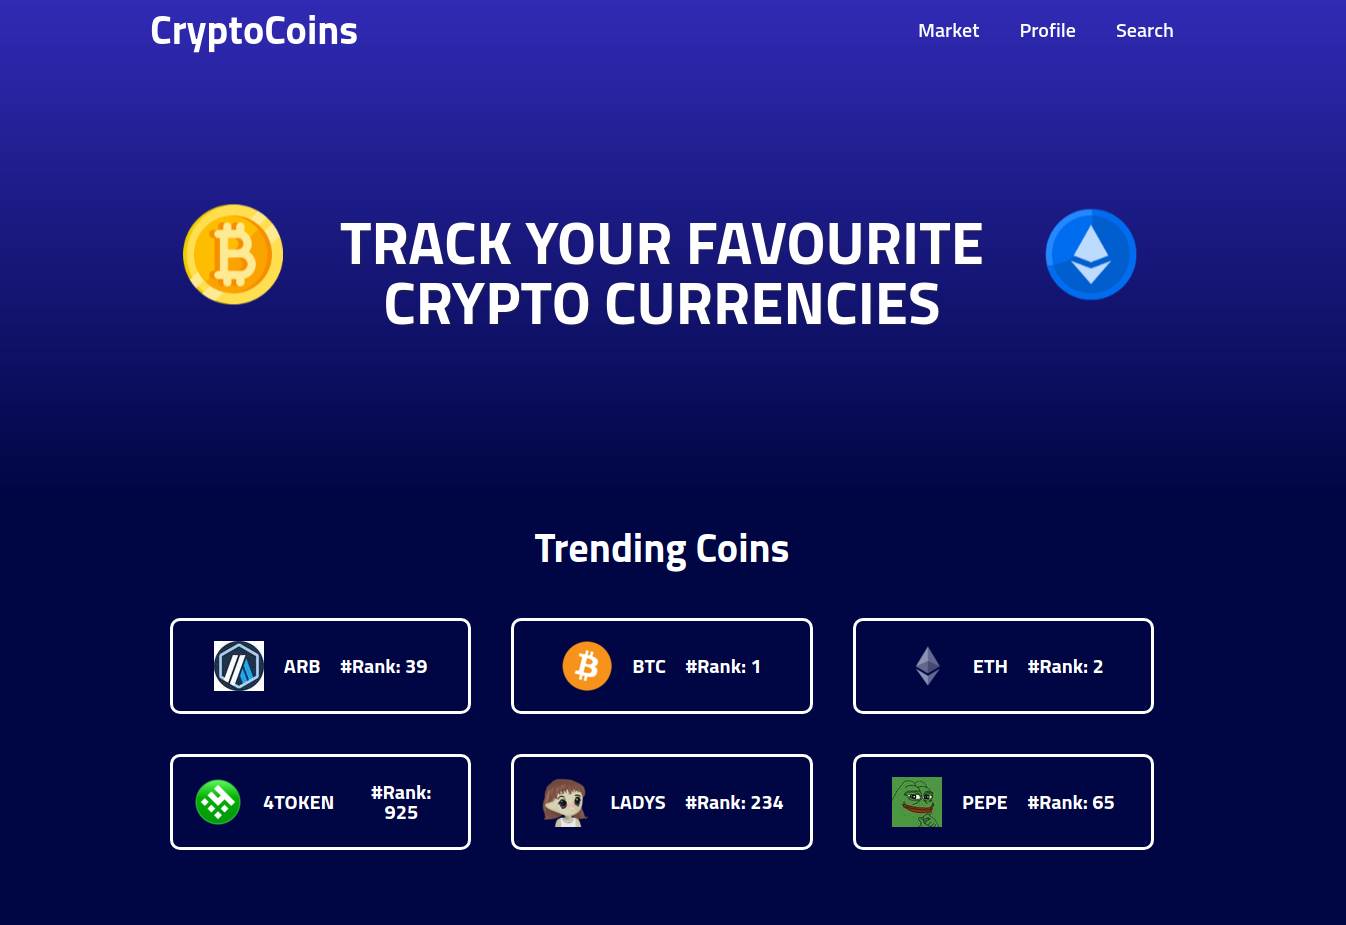 CryptoCoins
Market Profile Search
TRACK YOUR FAVOURITE
CRYPTO CURRENCIES
Trending Coins
ARB #Rank: 39
BTC #Rank: 1
ETH #Rank: 2
4TOKEN #Rank:
925
LADYS #Rank: 234
PEPE #Rank: 65